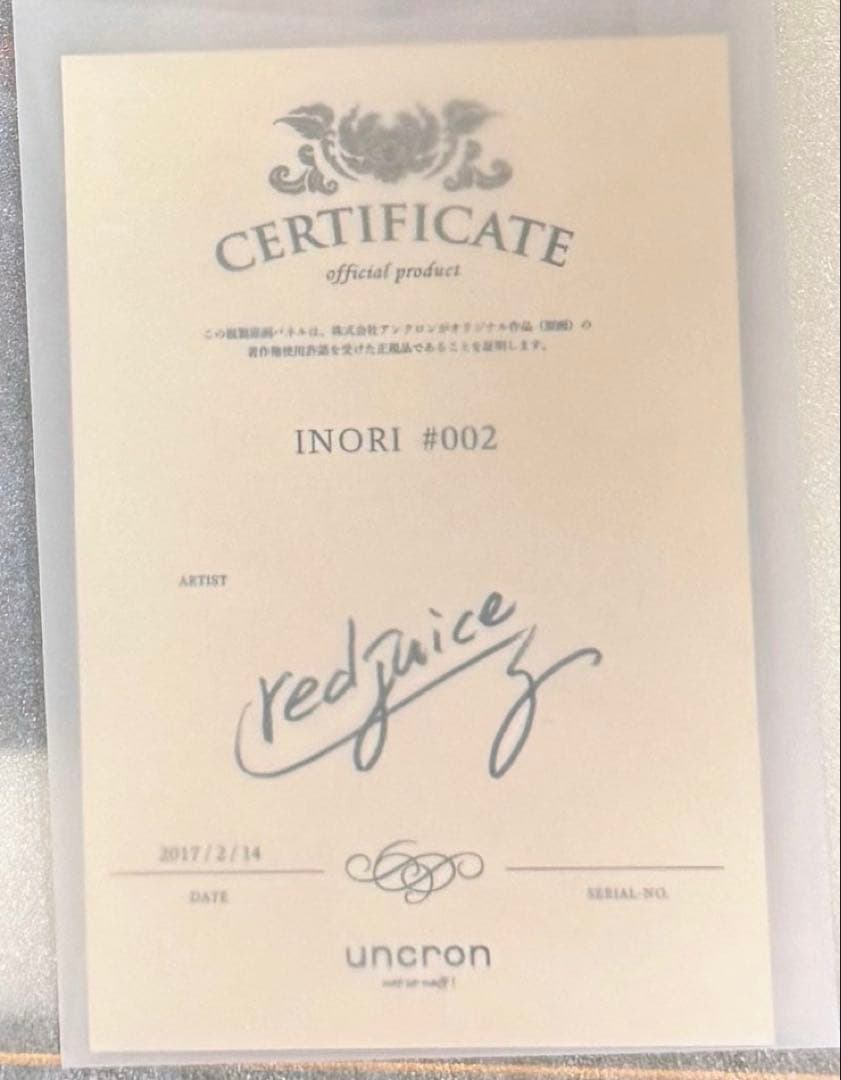 CERTIFICATE
official product
この複製原画パネルは、株式会社アンクロンがオリジナル作品（原画）の
著作権使用許諾を受けた正規品であることを証明します。
INORI #002
ARTIST
redjuice
2017/2/14
DATE
SERIAL-NO.
uncron